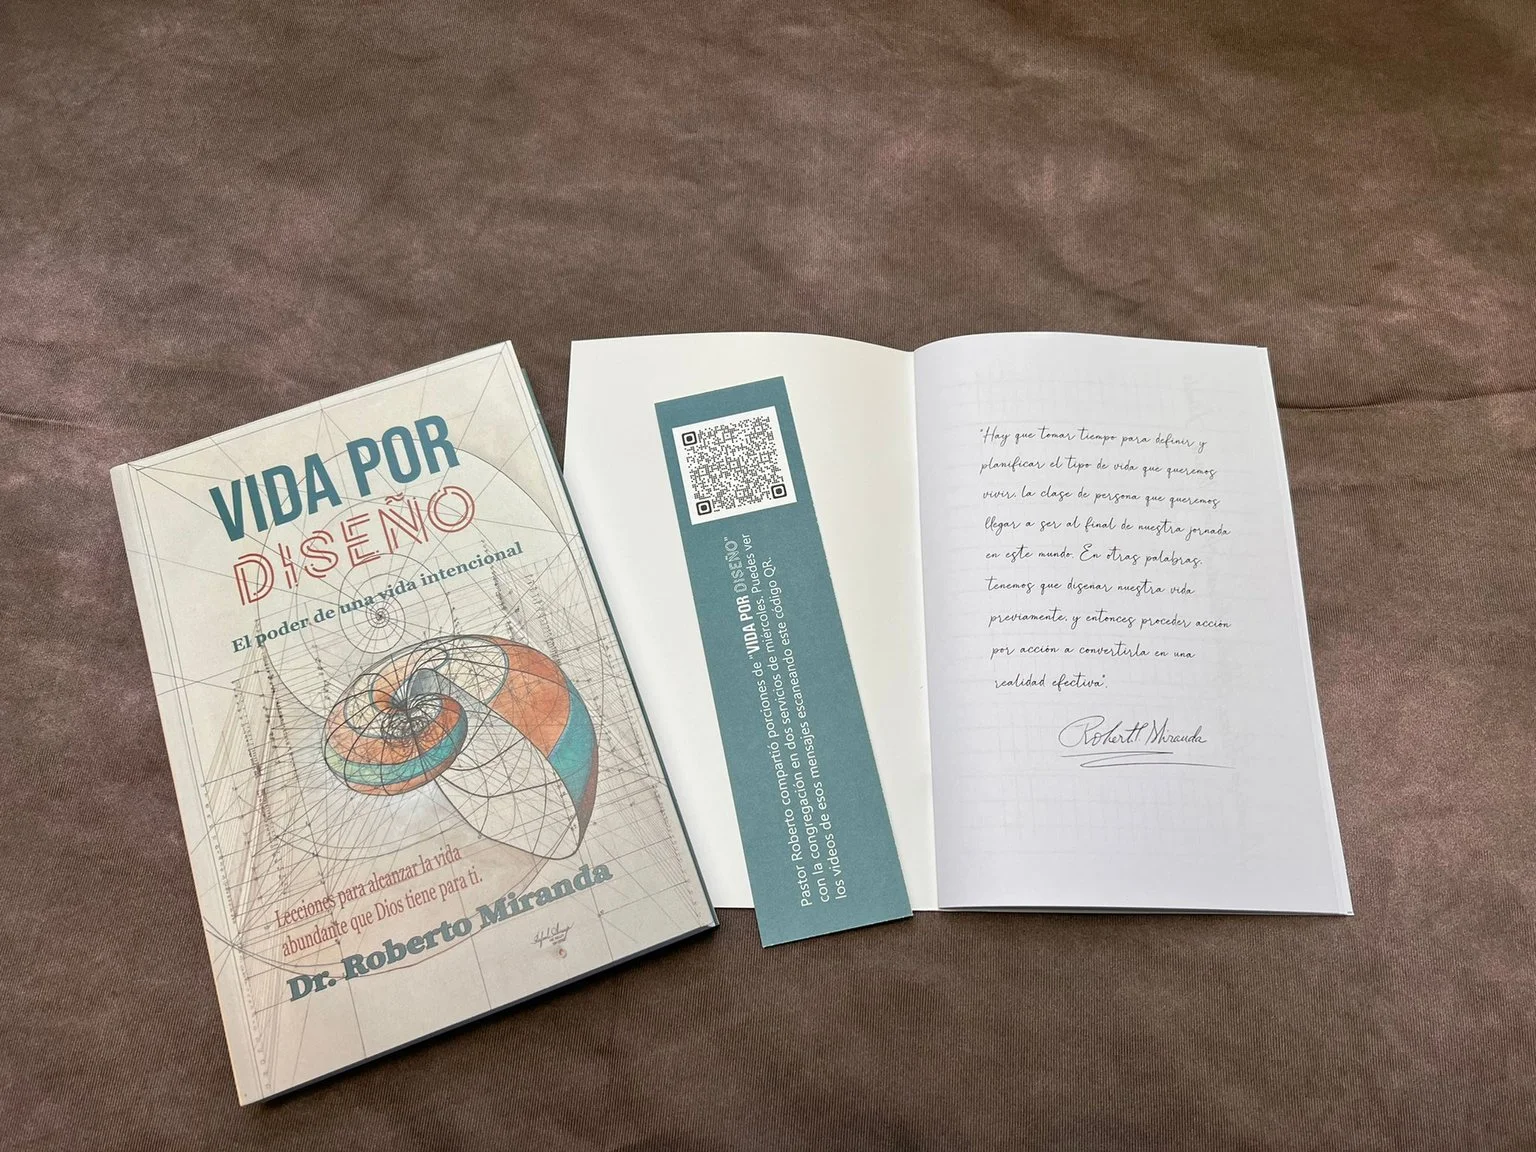 VIDA POR
DISEÑO
El poder de una vida intencional
Lecciones para alcanzar la vida
abundante que Dios tiene para ti.
Dr. Roberto Miranda
Pastor Roberto compartió porciones de "VIDA POR DISEÑO"
con la congregación en dos servicios de miércoles. Puedes ver
los videos de esos mensajes escaneando este código QR.
"Hay que tomar tiempo para definir y
planificar el tipo de vida que queremos
vivir, la clase de persona que queremos
llegar a ser al final de nuestra jornada
en este mundo. En otras palabras,
tenemos que diseñar nuestra vida
previamente, y entonces proceder acción
por acción a convertirla en una
realidad efectiva".
Roberto Miranda